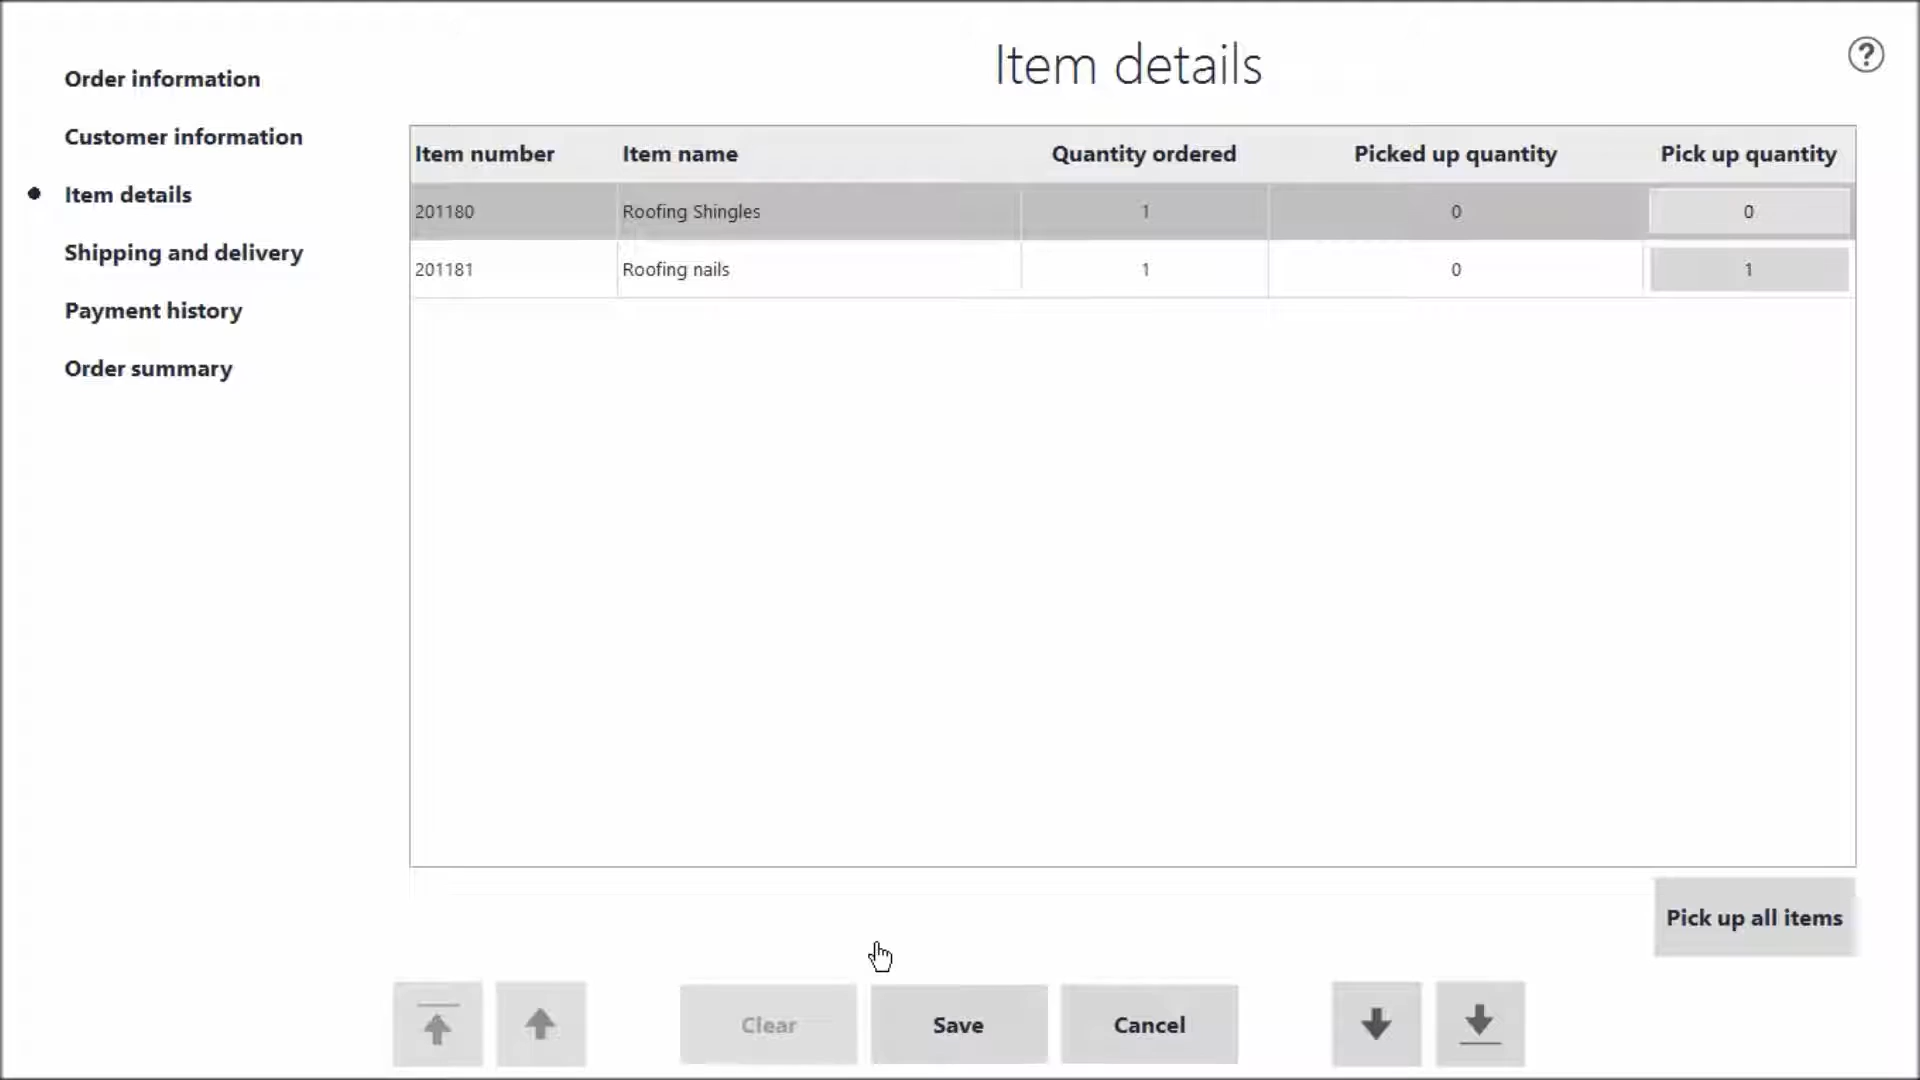 Item details
?
Order information
Customer information
Item details
Shipping and delivery
Payment history
Order summary
Item number Item name Quantity ordered Picked up quantity Pick up quantity
201180 Roofing Shingles 1 0 0
201181 Roofing nails 1 0 1
Pick up all items
Clear Save Cancel